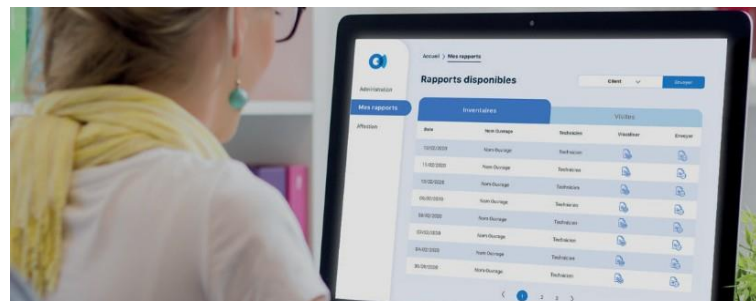 Accueil > Mes rapports
Rapports disponibles
Client
Envoyer
Administration
Mes rapports
Affection
Inventaires
Visites
Date
Nom Ouvrage
Technicien
Visualiser
Envoyer
Nom Ouvrage
Technicien
Nom Ouvrage
Technicien
Nom Ouvrage
Technicien
Nom Ouvrage
Technicien
Nom Ouvrage
Technicien
Nom Ouvrage
Technicien
Nom Ouvrage
Technicien
Nom Ouvrage
Technicien
1
2
3